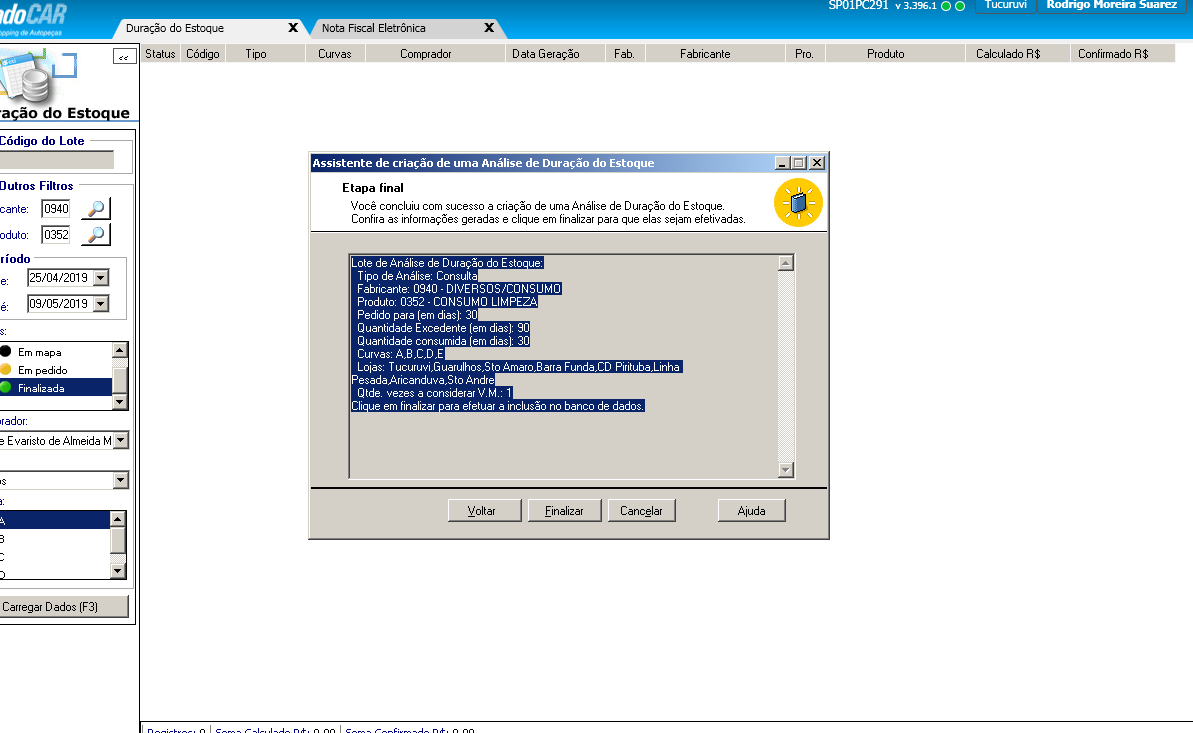 ndoCAR
opping de Autopeças
SP01PC291 v 3.396.1
Tucuruvi
Rodrigo Moreira Suarez
Duração do Estoque X
Nota Fiscal Eletrônica X
<<
Status Código Tipo Curvas Comprador Data Geração Fab. Fabricante Pro. Produto Calculado R$ Confirmado R$
ração do Estoque
Código do Lote
Outros Filtros
cante: 0940
oduto: 0352
ríodo
e: 25/04/2019
é: 09/05/2019
s:
Em mapa
Em pedido
Finalizada
rador:
e Evaristo de Almeida M
os
a:
A
B
C
D
Carregar Dados (F3)
Assistente de criação de uma Análise de Duração do Estoque
Etapa final
Você concluiu com sucesso a criação de uma Análise de Duração do Estoque.
Confira as informações geradas e clique em finalizar para que elas sejam efetivadas.
Lote de Análise de Duração do Estoque:
Tipo de Análise: Consulta
Fabricante: 0940 - DIVERSOS/CONSUMO
Produto: 0352 - CONSUMO LIMPEZA
Pedido para (em dias): 30
Quantidade Excedente (em dias): 90
Quantidade consumida (em dias): 30
Curvas: A,B,C,D,E
Lojas: Tucuruvi,Guarulhos,Sto Amaro,Barra Funda,CD Pirituba,Linha
Pesada,Aricanduva,Sto Andre
Qtde. vezes a considerar V.M.: 1
Clique em finalizar para efetuar a inclusão no banco de dados.
Voltar Finalizar Cancelar Ajuda
Registros: 0 Soma Calculado R$: 0,00 Soma Confirmado R$: 0,00